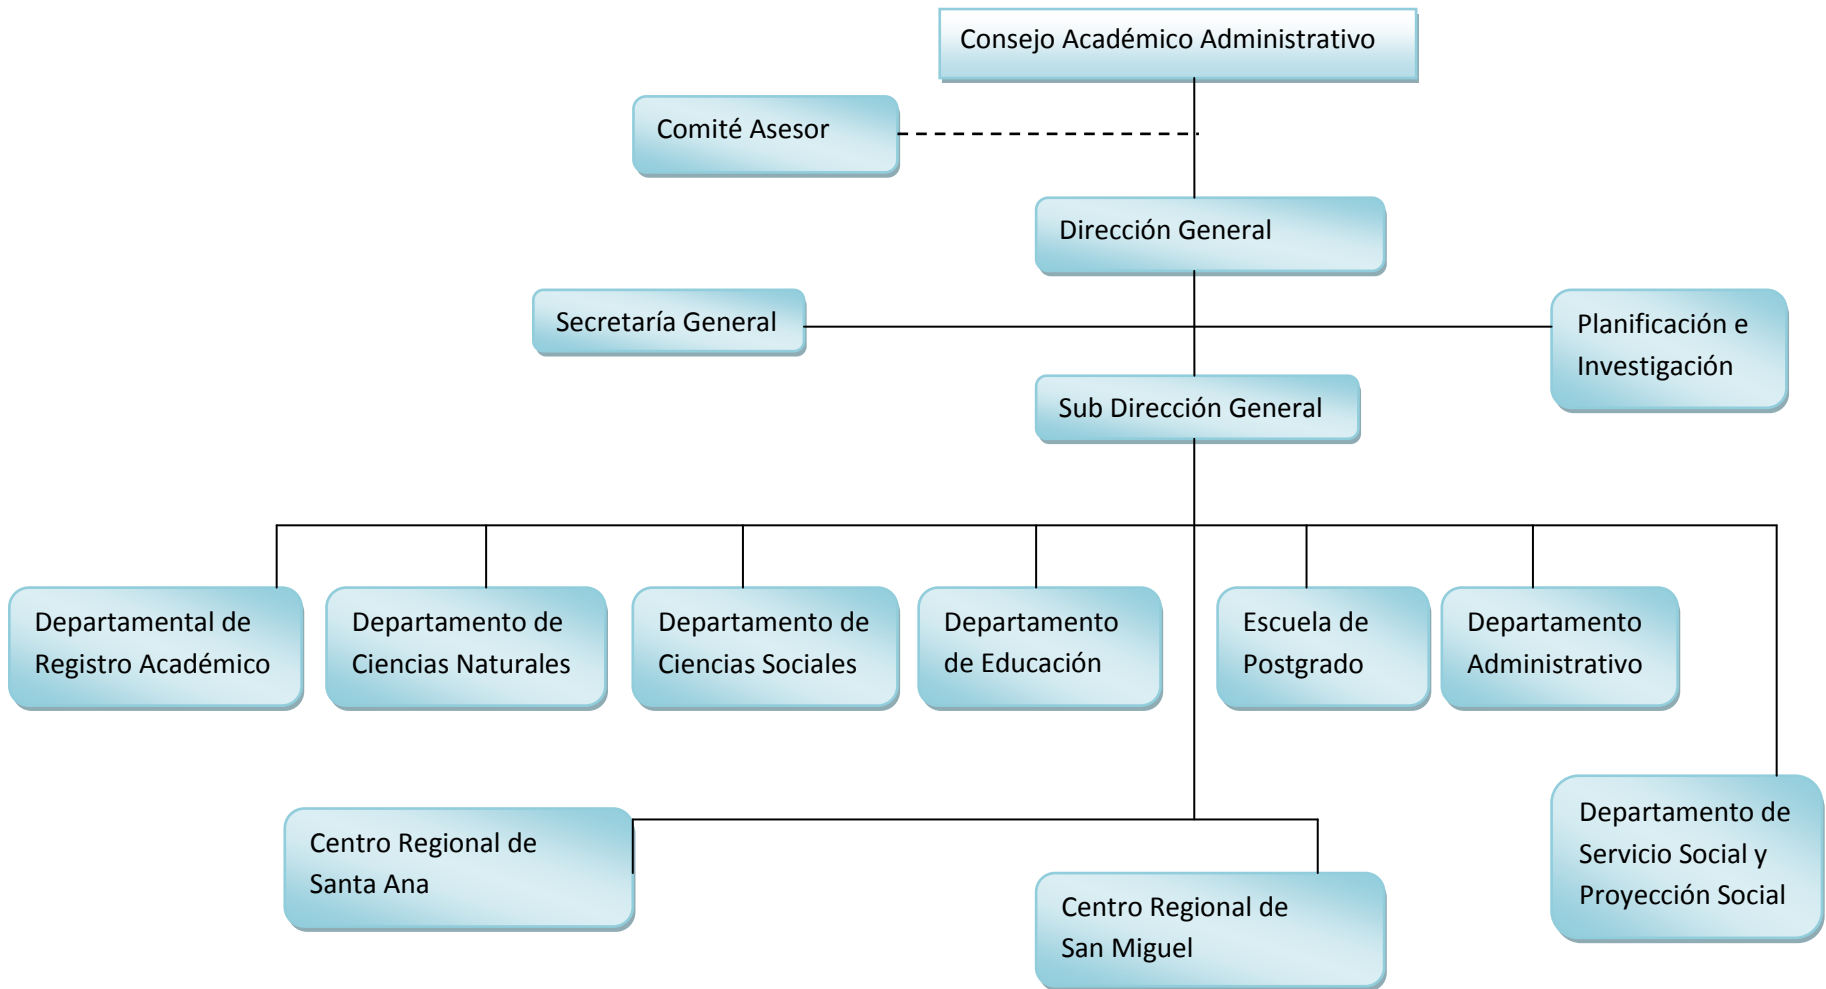 Consejo Académico Administrativo
Comité Asesor
Dirección General
Secretaría General
Planificación e
Investigación
Sub Dirección General
Departamental de
Registro Académico
Departamento de
Ciencias Naturales
Departamento de
Ciencias Sociales
Departamento
de Educación
Escuela de
Postgrado
Departamento
Administrativo
Departamento de
Servicio Social y
Proyección Social
Centro Regional de
Santa Ana
Centro Regional de
San Miguel